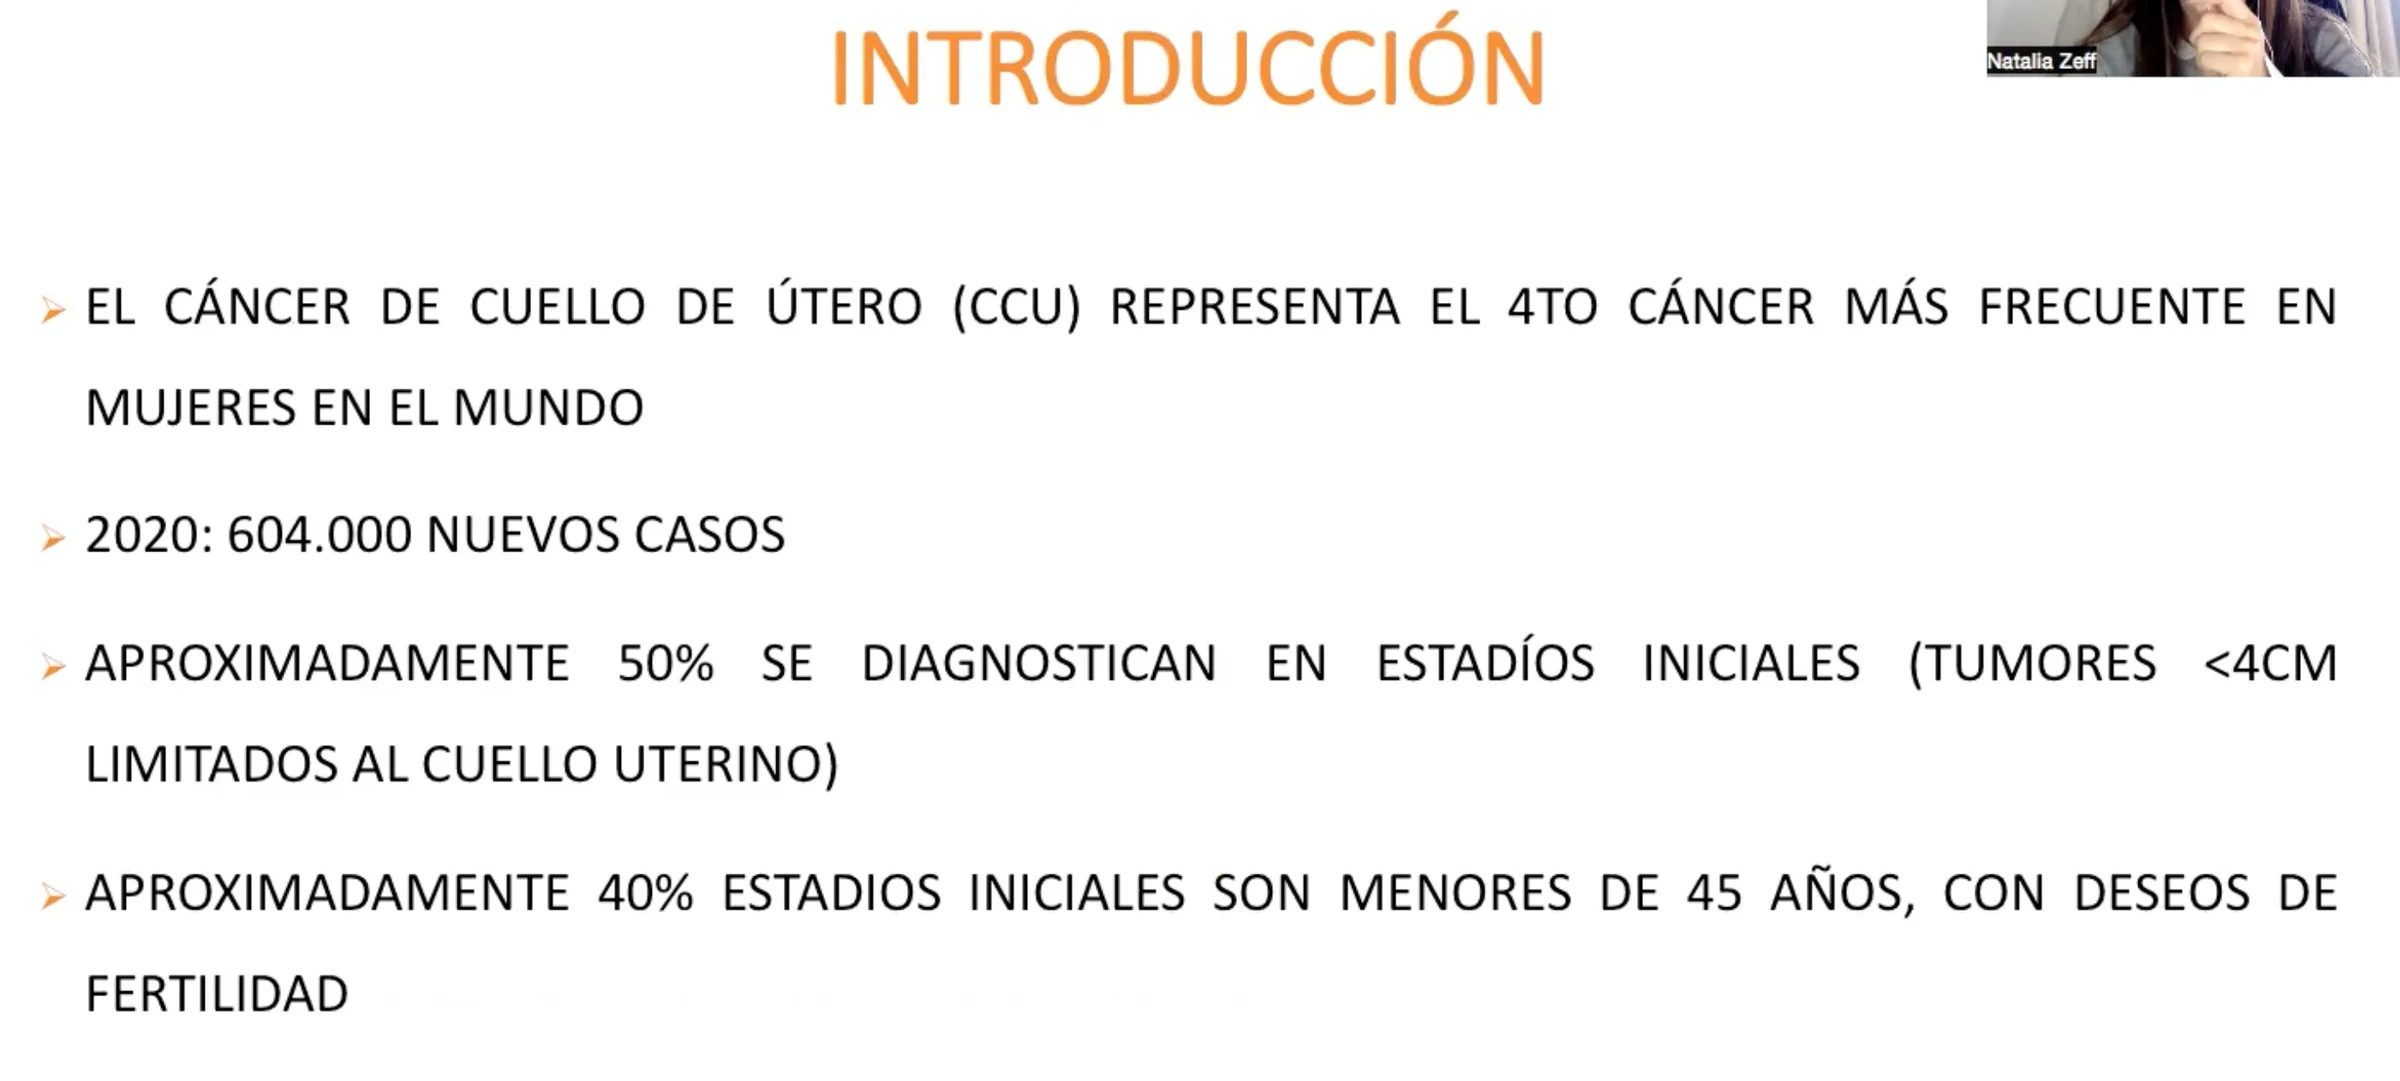 INTRODUCCIÓN
Natalia Zeff
➢ EL CÁNCER DE CUELLO DE ÚTERO (CCU) REPRESENTA EL 4TO CÁNCER MÁS FRECUENTE EN
MUJERES EN EL MUNDO
➢ 2020: 604.000 NUEVOS CASOS
➢ APROXIMADAMENTE 50% SE DIAGNOSTICAN EN ESTADÍOS INICIALES (TUMORES <4CM
LIMITADOS AL CUELLO UTERINO)
➢ APROXIMADAMENTE 40% ESTADIOS INICIALES SON MENORES DE 45 AÑOS, CON DESEOS DE
FERTILIDAD